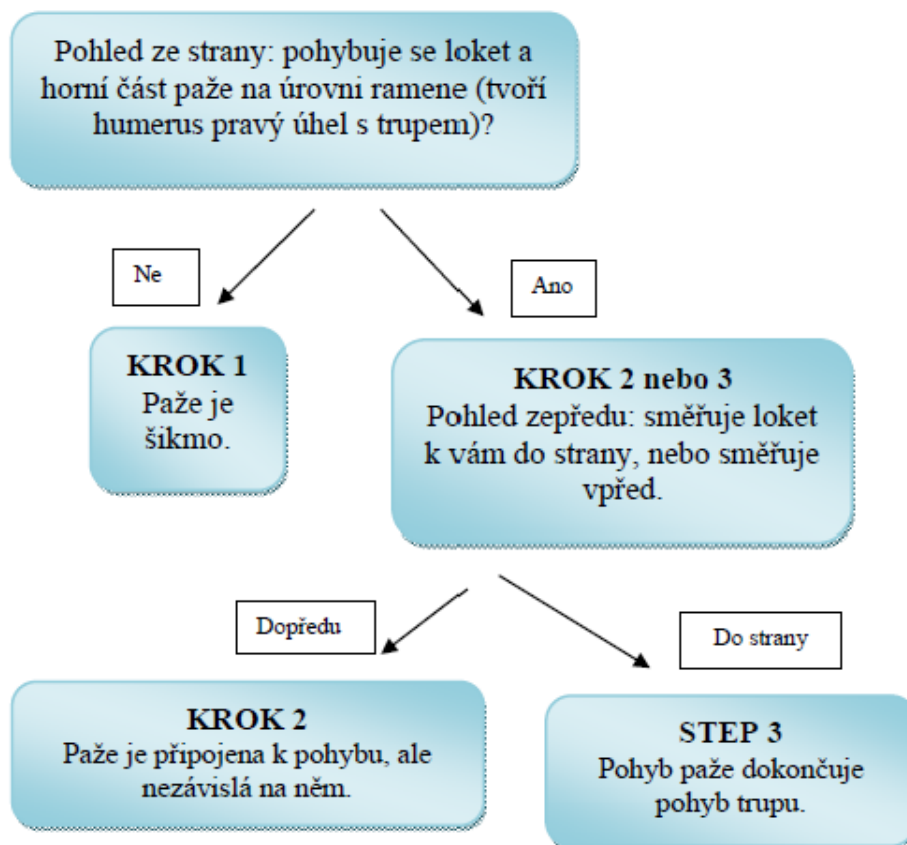 Pohled ze strany: pohybuje se loket a
horní část paže na úrovni ramene (tvoří
humerus pravý úhel s trupem)?
Ne
Ano
KROK 1
Paže je
šikmo.
KROK 2 nebo 3
Pohled zepředu: směřuje loket
k vám do strany, nebo směřuje
vpřed.
Dopředu
Do strany
KROK 2
Paže je připojena k pohybu, ale
nezávislá na něm.
STEP 3
Pohyb paže dokončuje
pohyb trupu.